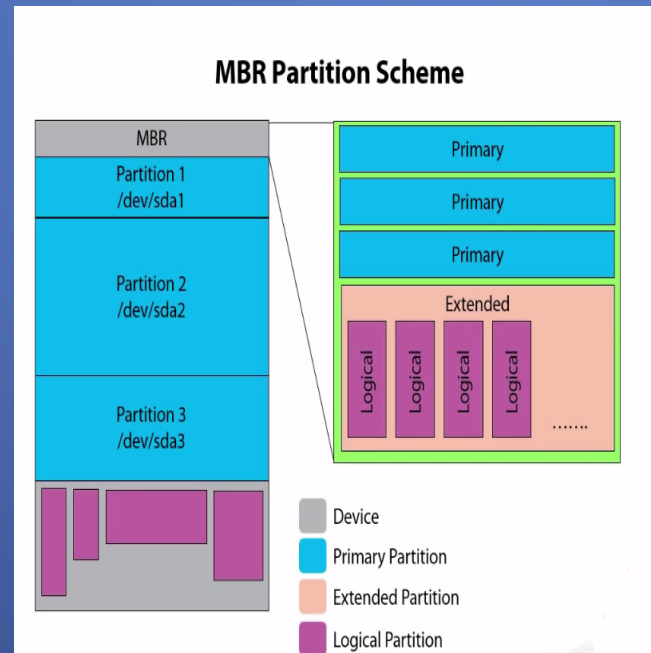 MBR Partition Scheme
MBR
Partition 1
/dev/sda1
Partition 2
/dev/sda2
Partition 3
/dev/sda3
Primary
Primary
Primary
Extended
Logical
Logical
Logical
Logical
.......
Device
Primary Partition
Extended Partition
Logical Partition